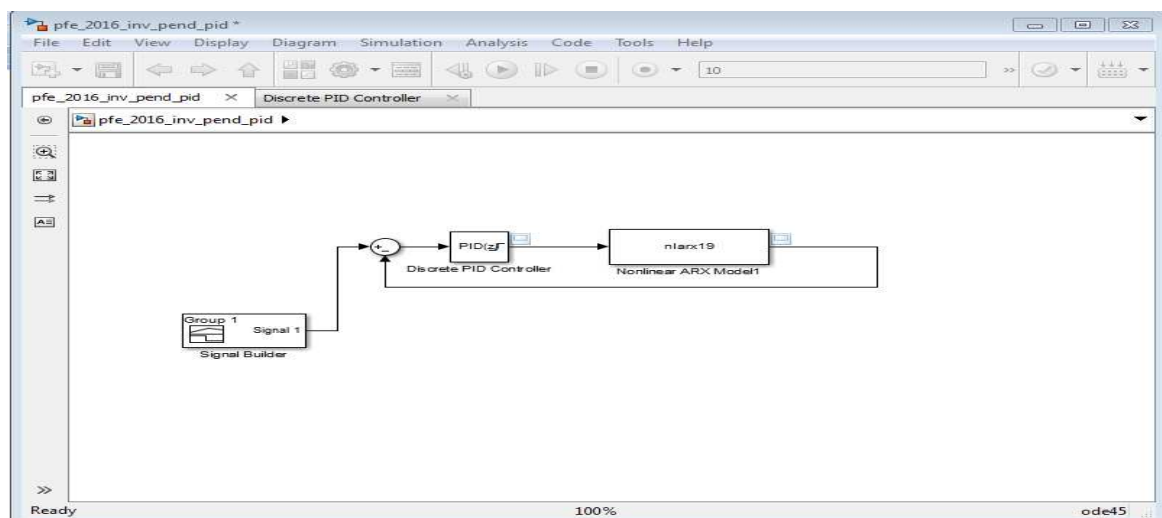 pfe_2016_inv_pend_pid *
File Edit View Display Diagram Simulation Analysis Code Tools Help
10
pfe_2016_inv_pend_pid Discrete PID Controller
pfe_2016_inv_pend_pid
PID(z)
Discrete PID Controller
nlarx19
Nonlinear ARX Model1
Group 1
Signal 1
Signal Builder
Ready 100% ode45